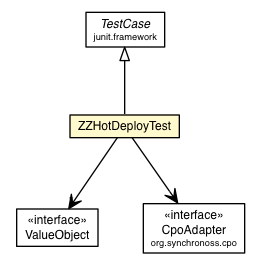 TestCase
junit.framework
ZZHotDeployTest
«interface»
ValueObject
«interface»
CpoAdapter
org.synchronoss.cpo